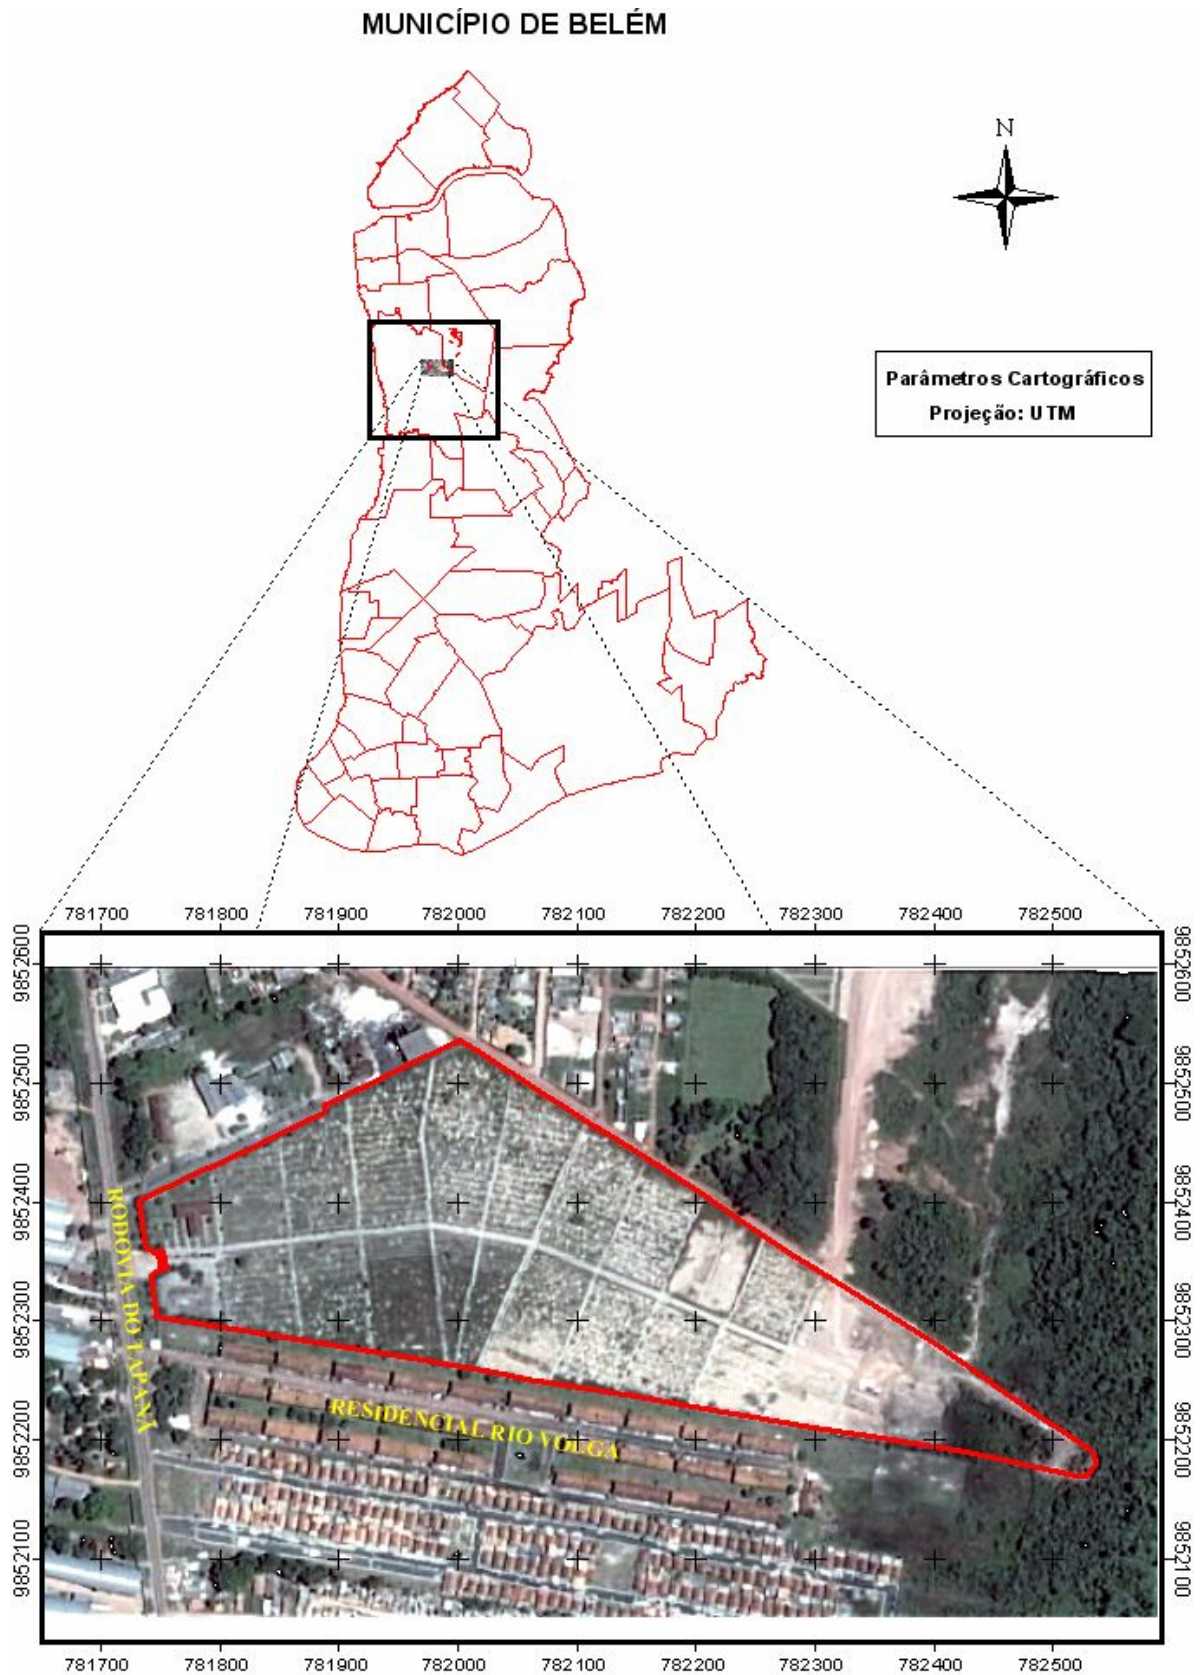 MUNICÍPIO DE BELÉM
N
Parâmetros Cartográficos
Projeção: UTM
781700 781800 781900 782000 782100 782200 782300 782400 782500
9852600 9852600
9852500 9852500
9852400 9852400
9852300 9852300
9852200 9852200
9852100 9852100
RODOVIA DO TAPANÃ
RESIDENCIAL RIO VOLGA
781700 781800 781900 782000 782100 782200 782300 782400 782500